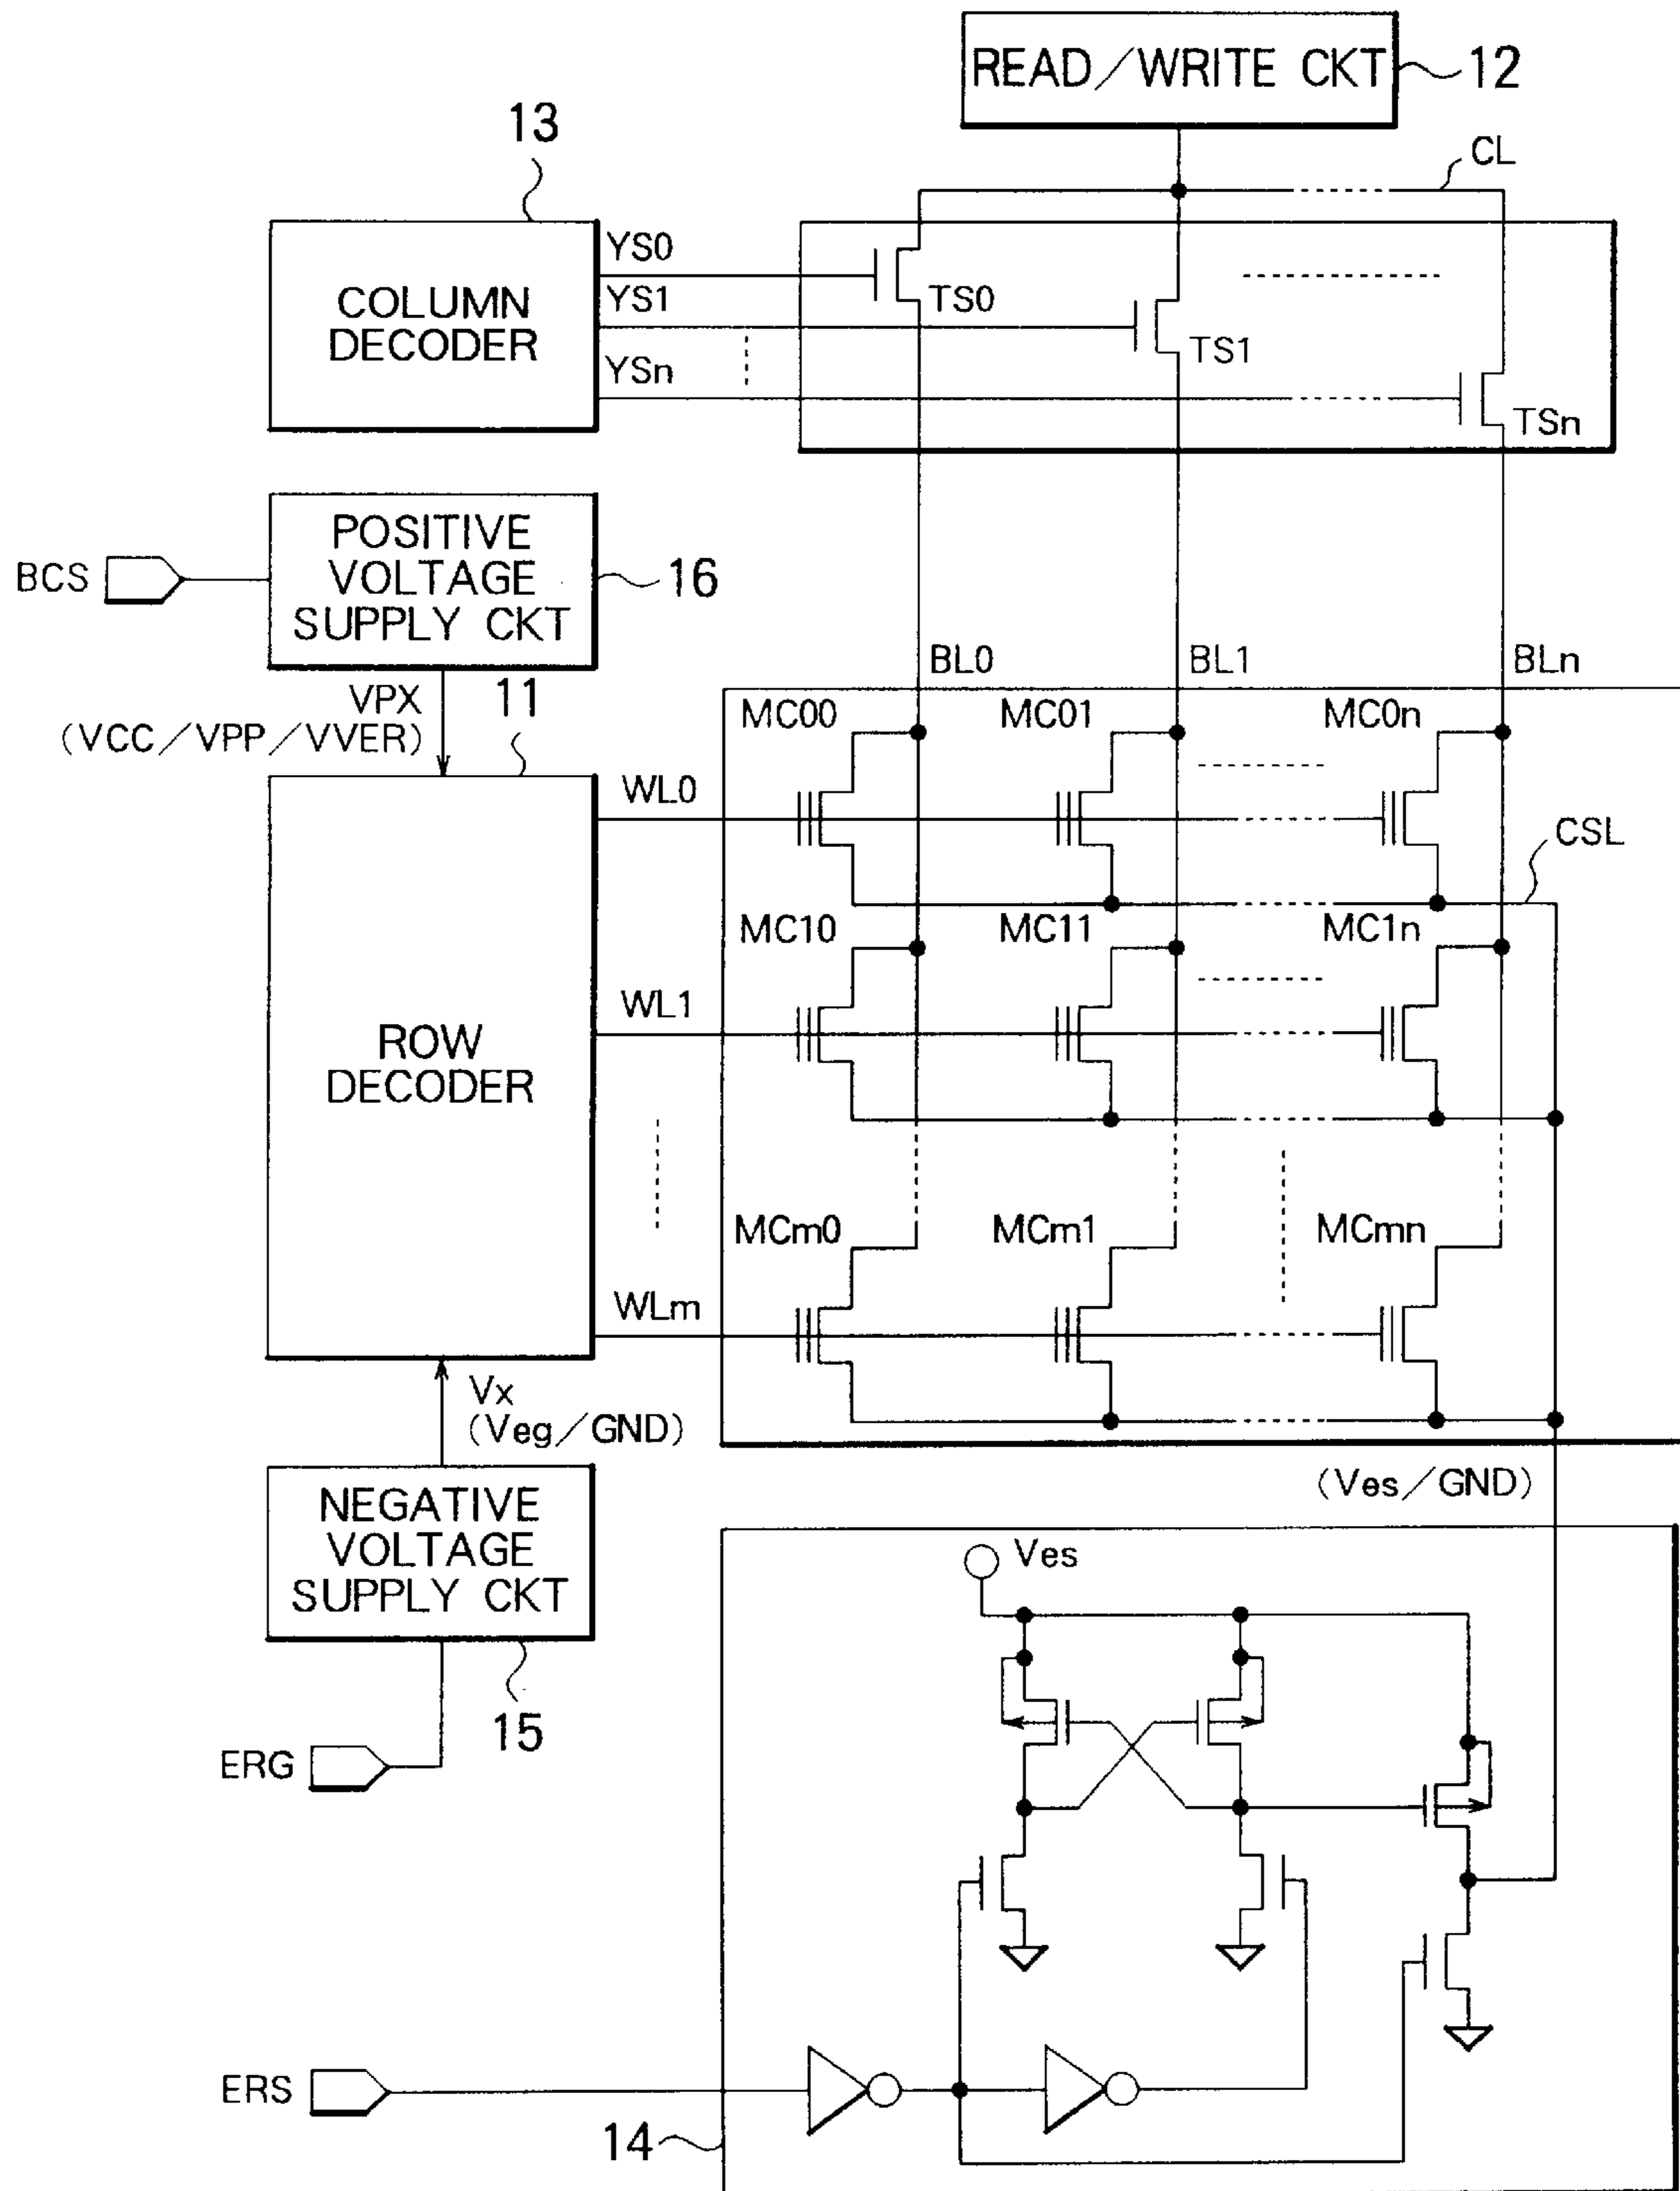 READ/WRITE CKT
12
13
CL
COLUMN
DECODER
YS0
YS1
YSn
TS0
TS1
TSn
BCS
POSITIVE
VOLTAGE
SUPPLY CKT
16
VPX
(VCC/VPP/VVER)
11
BL0
BL1
BLn
MC00
MC01
MC0n
WL0
CSL
MC10
MC11
MC1n
WL1
ROW
DECODER
MCm0
MCm1
MCmn
WLm
Vx
(Veg/GND)
(Ves/GND)
NEGATIVE
VOLTAGE
SUPPLY CKT
15
Ves
ERG
ERS
14